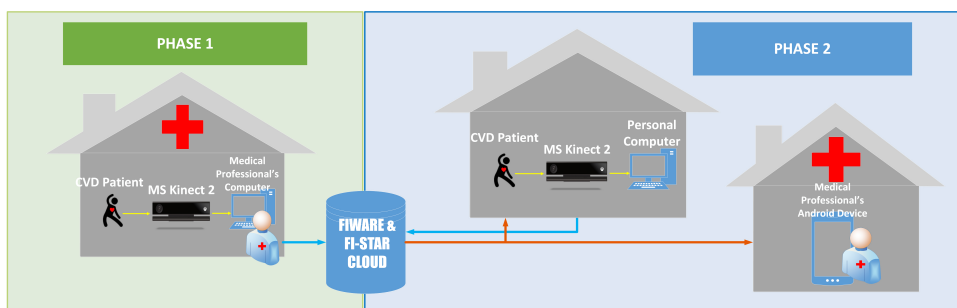 PHASE 1
CVD Patient
MS Kinect 2
Medical
Professional's
Computer
FIWARE &
FI-STAR
CLOUD
PHASE 2
CVD Patient
MS Kinect 2
Personal
Computer
Medical
Professional's
Android Device